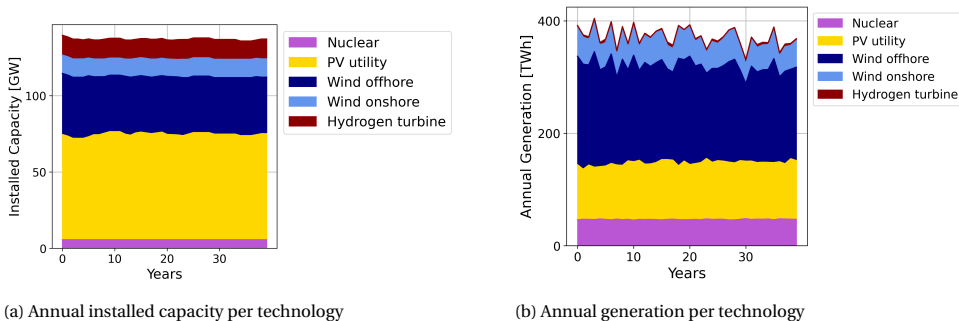 Installed Capacity [GW]
100
50
0
0 10 20 30
Years
Nuclear
PV utility
Wind offhore
Wind onshore
Hydrogen turbine
(a) Annual installed capacity per technology
Annual Generation [TWh]
400
200
0
0 10 20 30
Years
Nuclear
PV utility
Wind offhore
Wind onshore
Hydrogen turbine
(b) Annual generation per technology